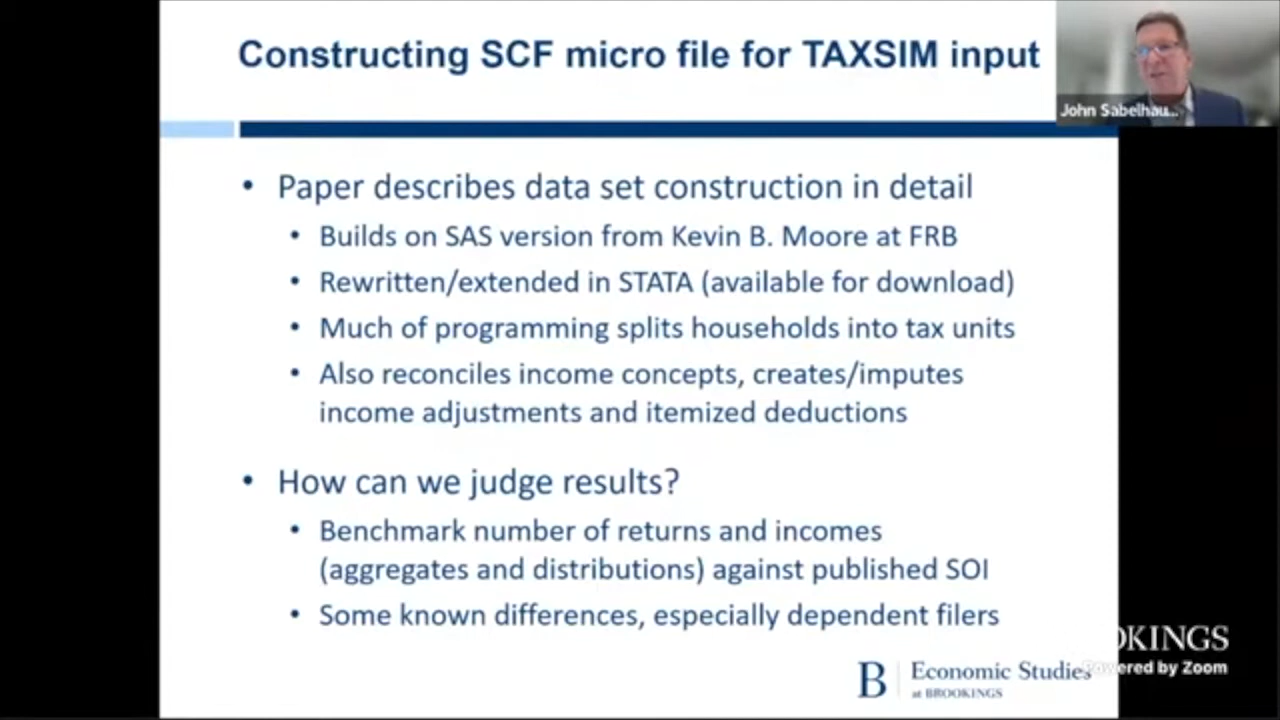 Constructing SCF micro file for TAXSIM input
John Sabelhau...
• Paper describes data set construction in detail
• Builds on SAS version from Kevin B. Moore at FRB
• Rewritten/extended in STATA (available for download)
• Much of programming splits households into tax units
• Also reconciles income concepts, creates/imputes
income adjustments and itemized deductions
• How can we judge results?
• Benchmark number of returns and incomes
(aggregates and distributions) against published SOI
• Some known differences, especially dependent filers
B
Economic Studies
at BROOKINGS
OKINGS
Powered by Zoom